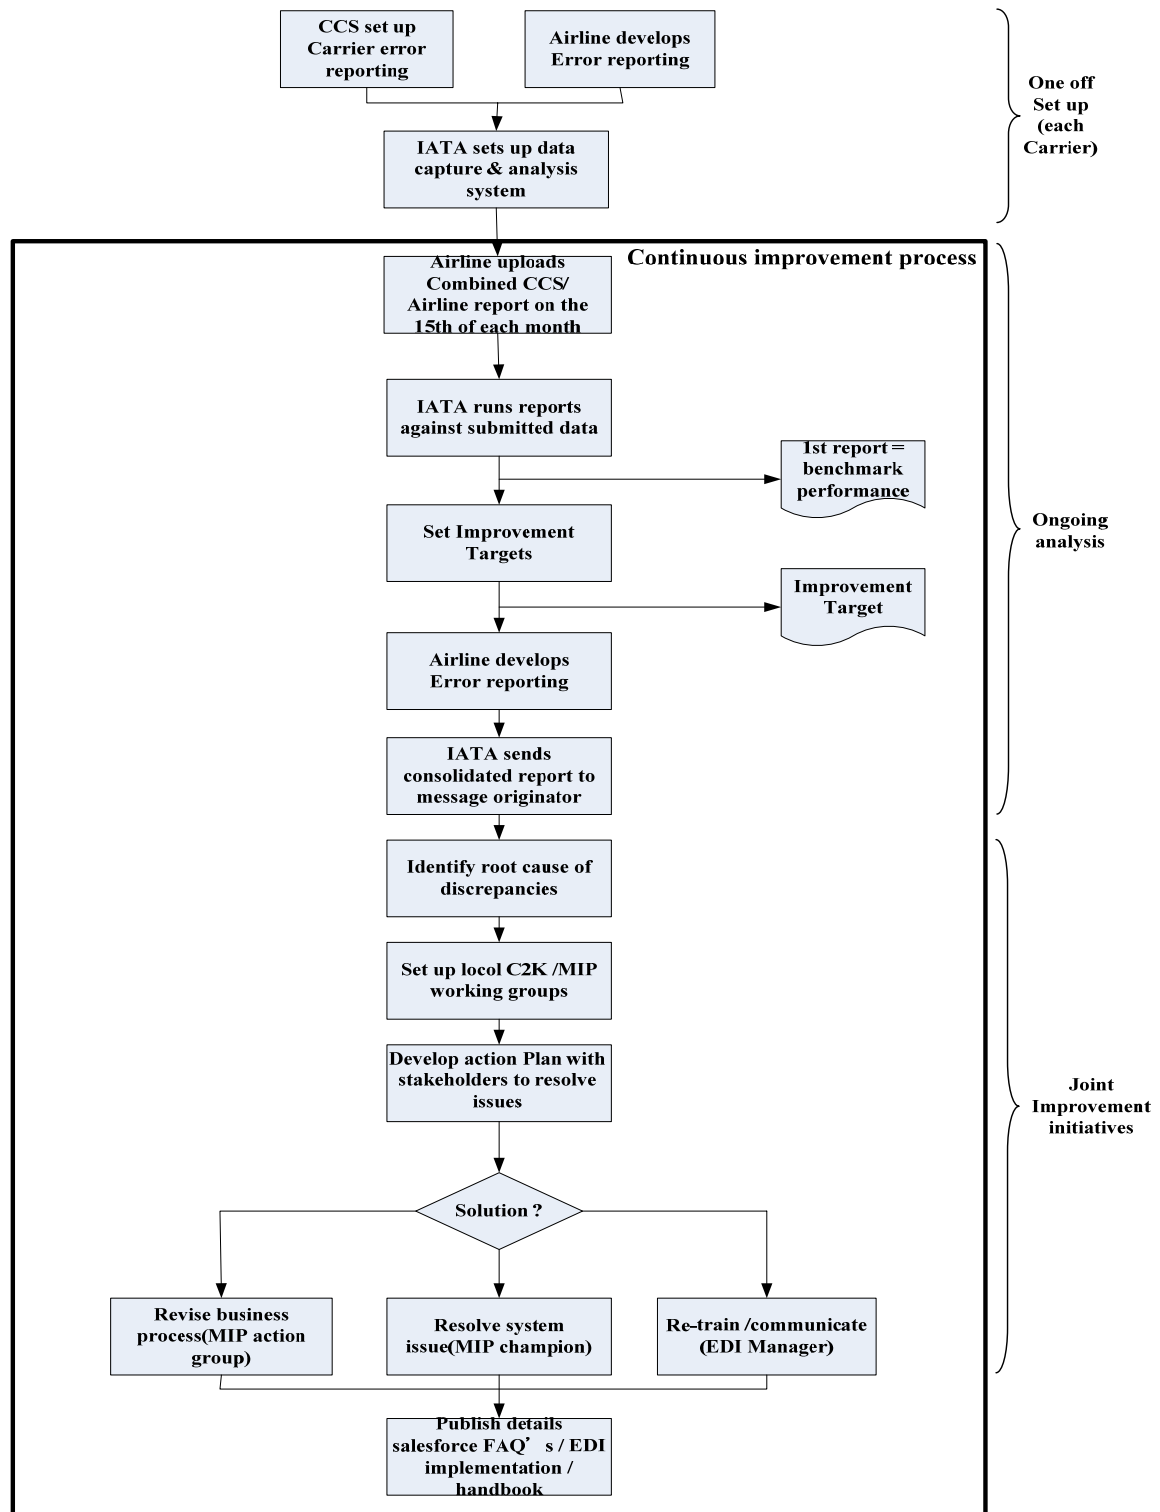 CCS set up
Carrier error
reporting
Airline develops
Error reporting
One off
Set up
(each
Carrier)
IATA sets up data
capture & analysis
system
Continuous improvement process
Airline uploads
Combined CCS/
Airline report on the
15th of each month
IATA runs reports
against submitted data
1st report =
benchmark
performance
Set Improvement
Targets
Ongoing
analysis
Improvement
Target
Airline develops
Error reporting
IATA sends
consolidated report to
message originator
Identify root cause of
discrepancies
Set up locol C2K /MIP
working groups
Develop action Plan with
stakeholders to resolve
issues
Joint
Improvement
initiatives
Solution ?
Revise business
process(MIP action
group)
Resolve system
issue(MIP champion)
Re-train /communicate
(EDI Manager)
Publish details
salesforce FAQ’ s / EDI
implementation /
handbook